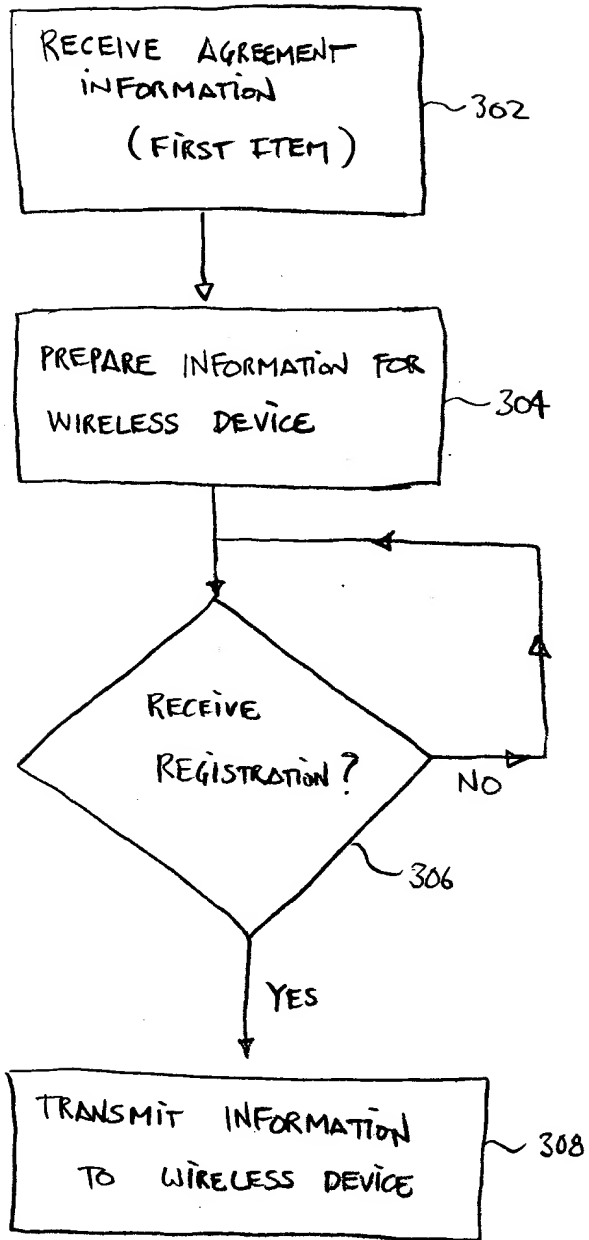 RECEIVE AGREEMENT
INFORMATION
(FIRST ITEM)
302
PREPARE INFORMATION FOR
WIRELESS DEVICE
304
RECEIVE
REGISTRATION?
NO
306
YES
TRANSMIT INFORMATION
TO WIRELESS DEVICE
308